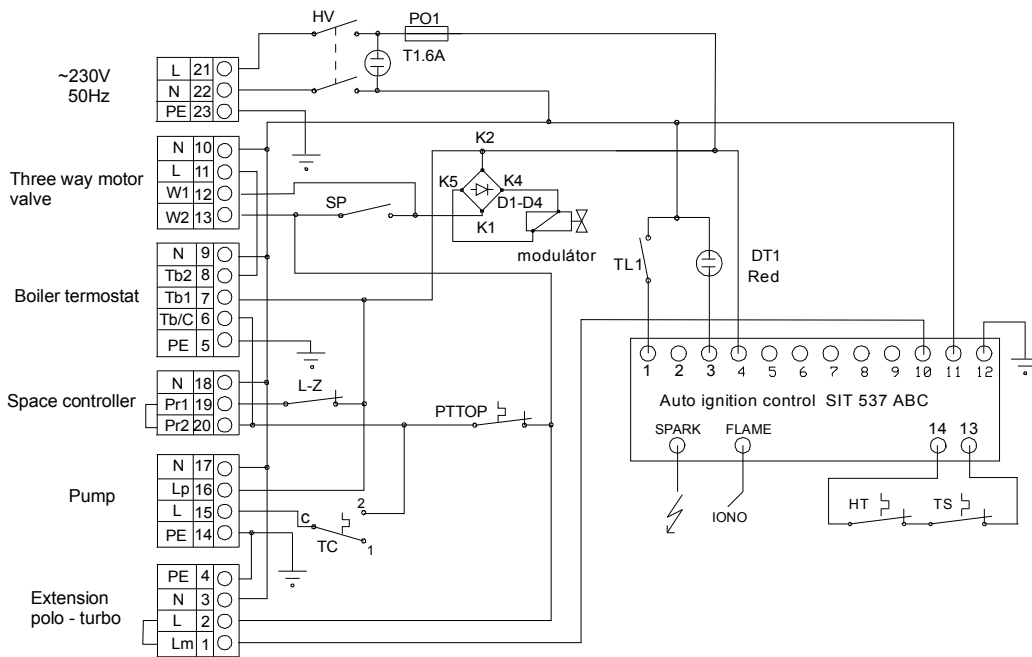 HV
PO1
T1.6A
~230V
50Hz
L 21
N 22
PE 23
Three way motor
valve
N 10
L 11
W1 12
W2 13
SP
K2
K5
K4
D1-D4
K1
modulátor
Boiler termostat
N 9
Tb2 8
Tb1 7
Tb/C 6
PE 5
TL1
DT1
Red
Space controller
N 18
Pr1 19
Pr2 20
L-Z
PTTOP
1 2 3 4 5 6 7 8 9 10 11 12
Auto ignition control SIT 537 ABC
SPARK
FLAME
14 13
IONO
HT
TS
Pump
N 17
Lp 16
L 15
PE 14
C
2
TC
1
Extension
polo - turbo
PE 4
N 3
L 2
Lm 1